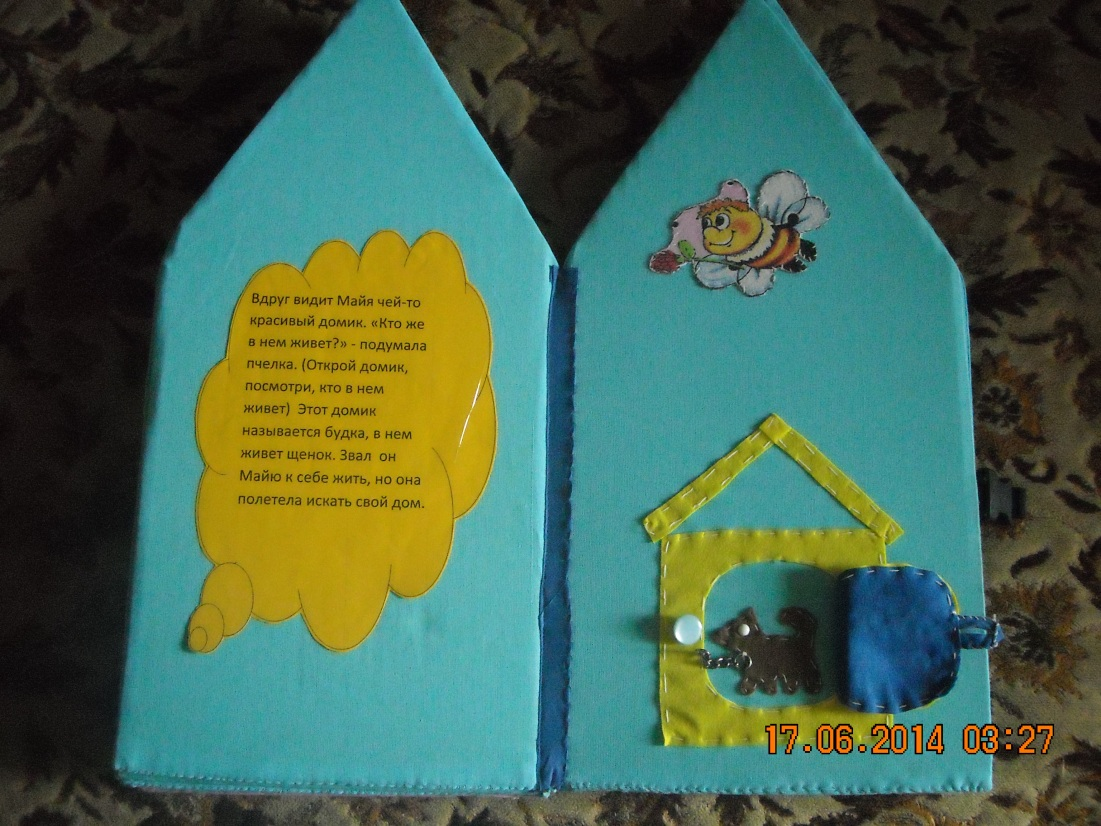 Вдруг видит Майя чей-то
красивый домик. «Кто же
в нем живет?» - подумала
пчелка. (Открой домик,
посмотри, кто в нем
живет)  Этот домик
называется будка, в нем
живет щенок. Звал  он
Майю к себе жить, но она
полетела искать свой дом.
17.06.2014 03:27